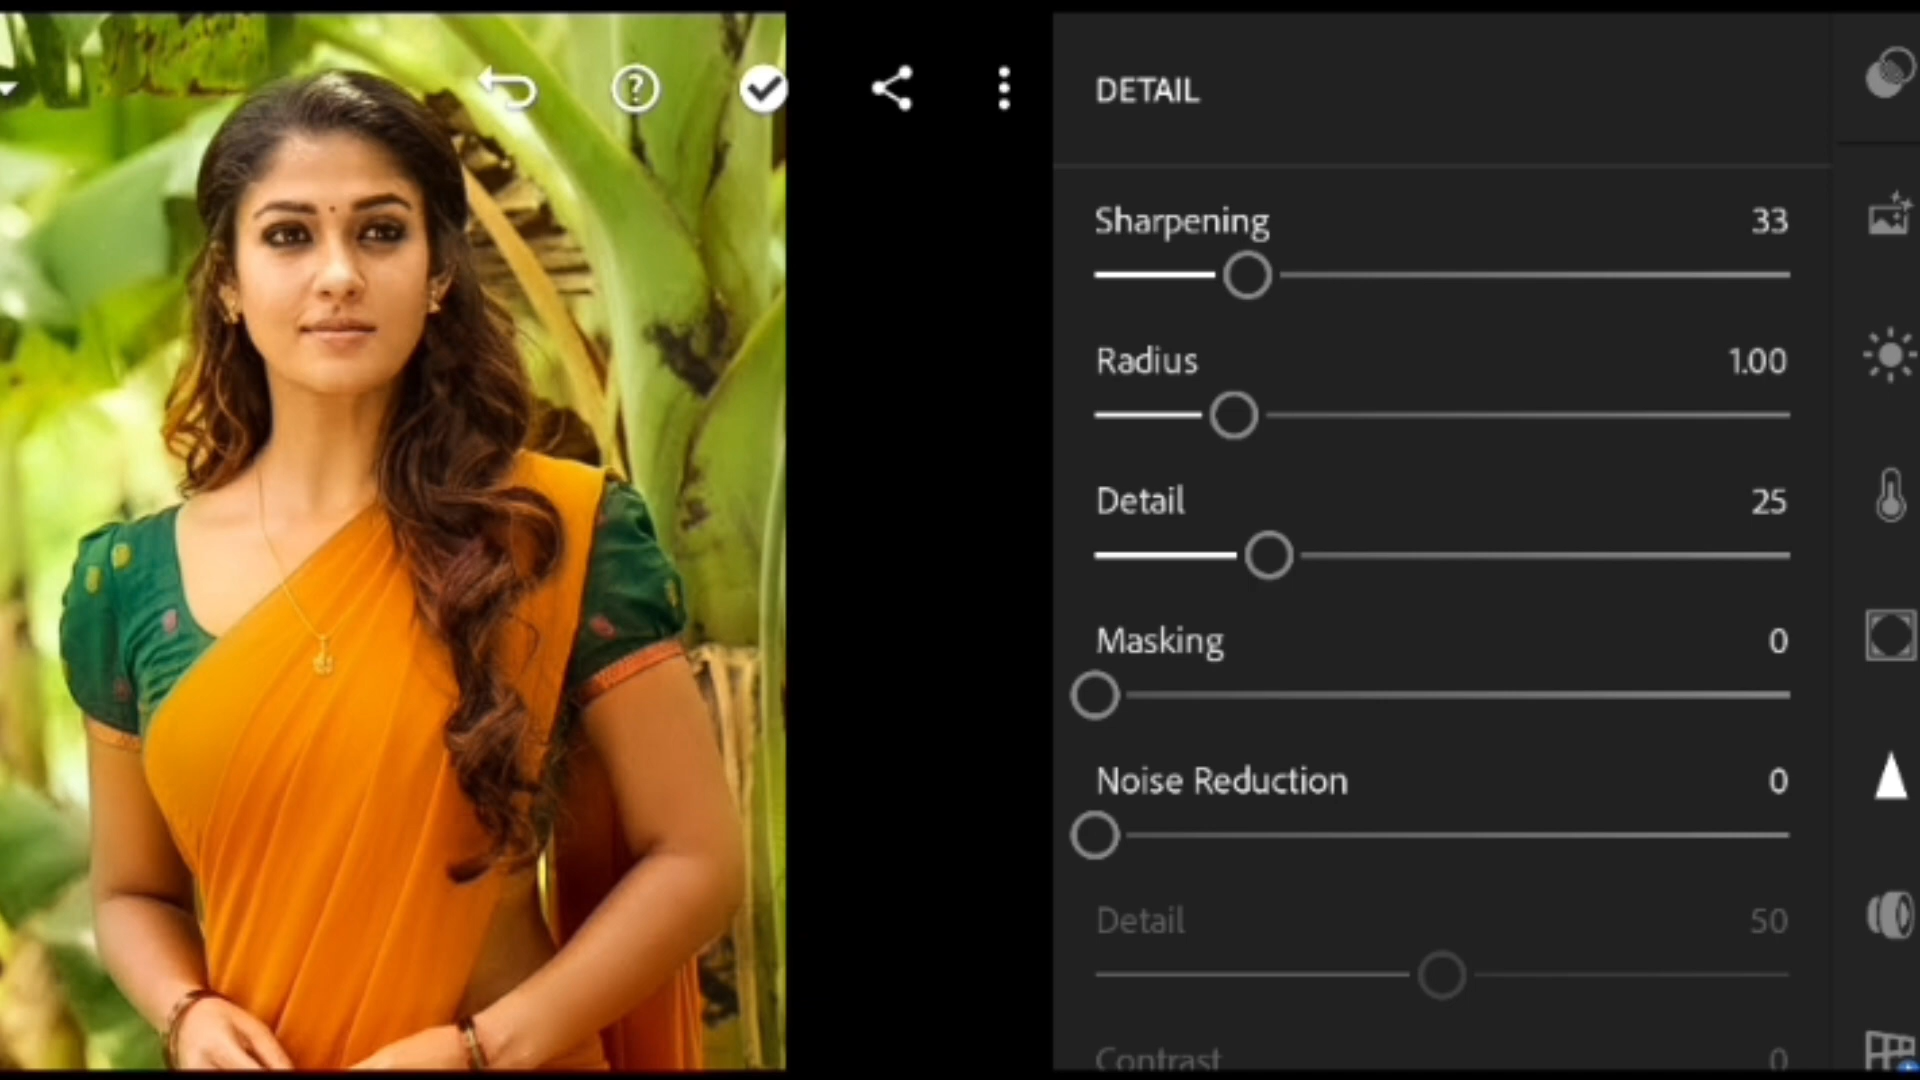 DETAIL
Sharpening 33
Radius 1.00
Detail 25
Masking 0
Noise Reduction 0
Detail 50
Contrast 0